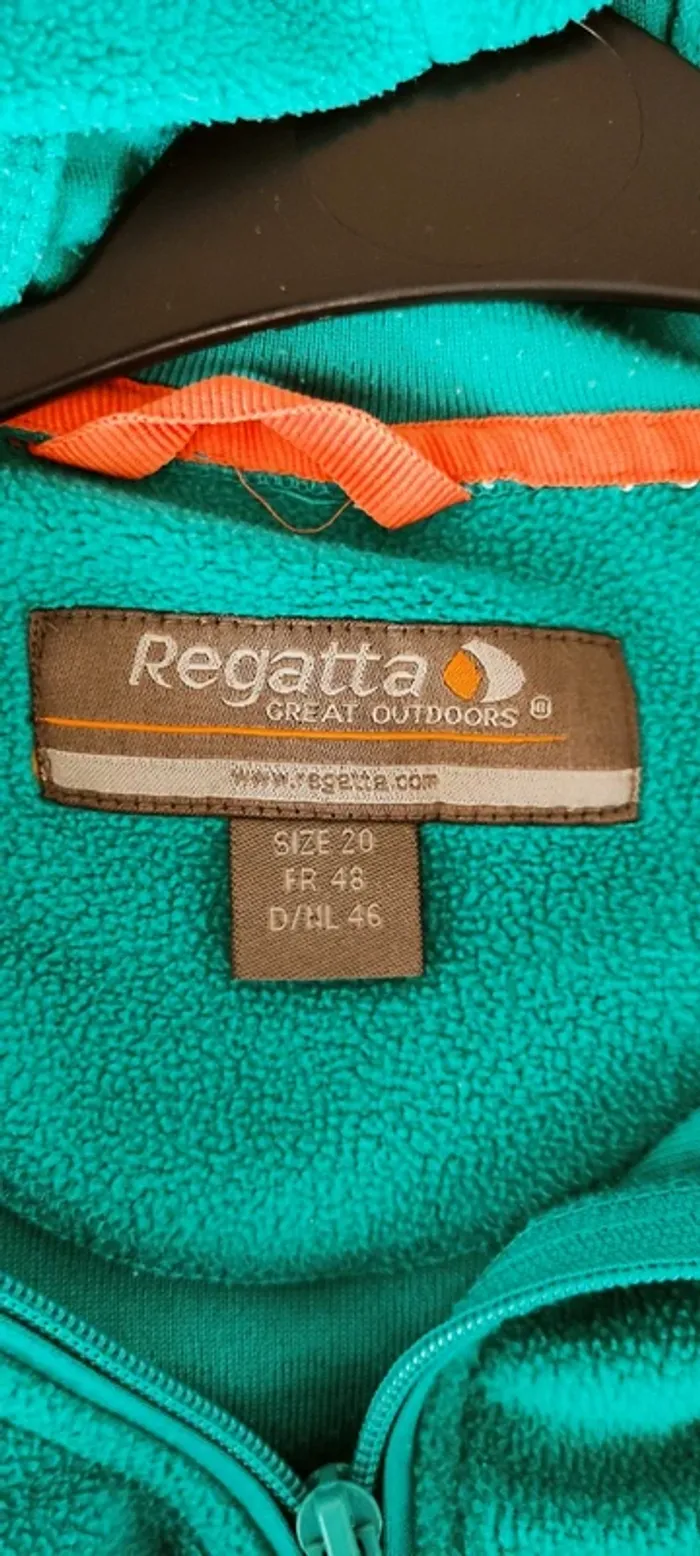 Regatta
GREAT OUTDOORS ®
www.regatta.com
SIZE 20
FR 48
D/NL 46